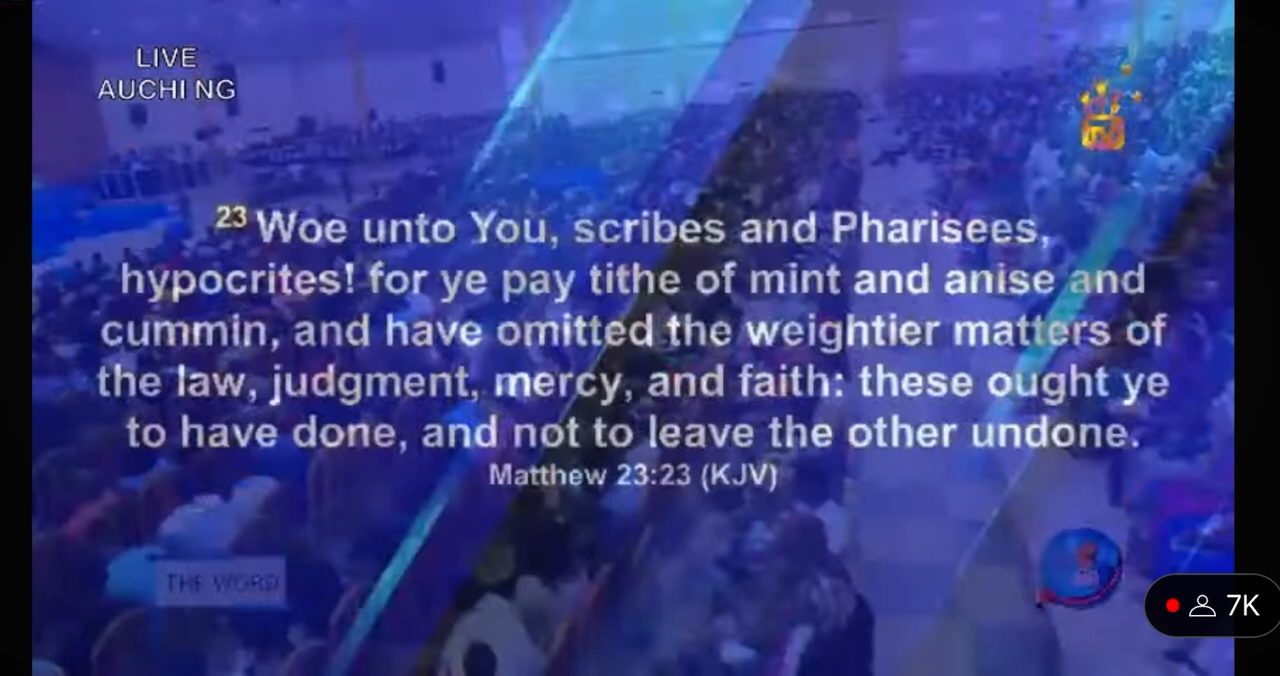 LIVE
AUCHI NG
23 Woe unto You, scribes and Pharisees,
hypocrites! for ye pay tithe of mint and anise and
cummin, and have omitted the weightier matters of
the law, judgment, mercy, and faith: these ought ye
to have done, and not to leave the other undone.
Matthew 23:23 (KJV)
THE WORD
7K